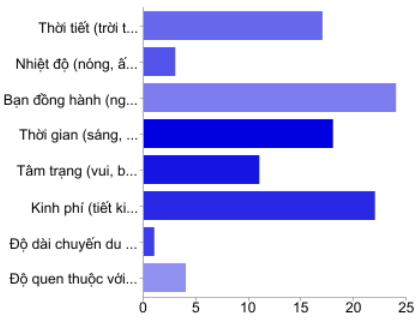 Thời tiết (trời t...
Nhiệt độ (nóng, ấ...
Bạn đồng hành (ng...
Thời gian (sáng, ...
Tâm trạng (vui, b...
Kinh phí (tiết ki...
Độ dài chuyến du ...
Độ quen thuộc với...
0 5 10 15 20 25